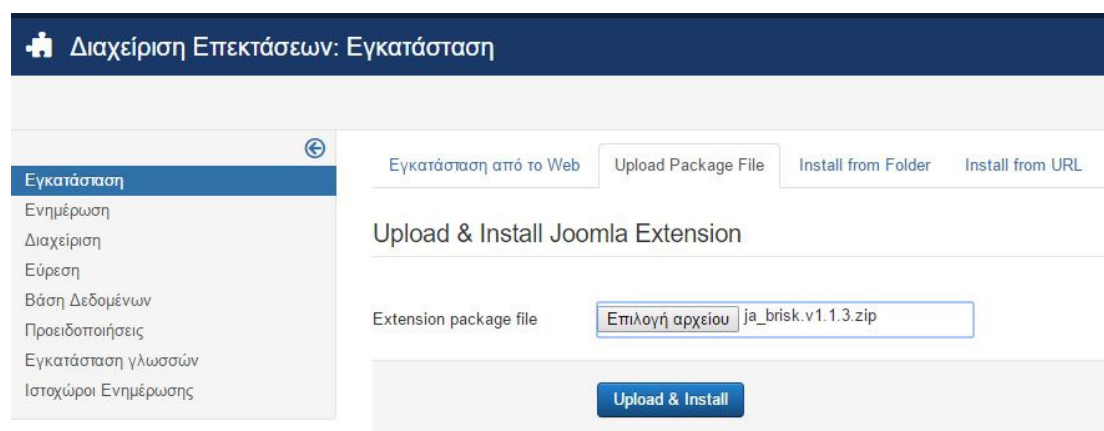 Διαχείριση Επεκτάσεων: Εγκατάσταση
Εγκατάσταση
Ενημέρωση
Διαχείριση
Εύρεση
Βάση Δεδομένων
Προειδοποιήσεις
Εγκατάσταση γλωσσών
Ιστοχώροι Ενημέρωσης
Εγκατάσταση από το Web Upload Package File Install from Folder Install from URL
Upload & Install Joomla Extension
Extension package file Επιλογή αρχείου ja_brisk.v1.1.3.zip
Upload & Install